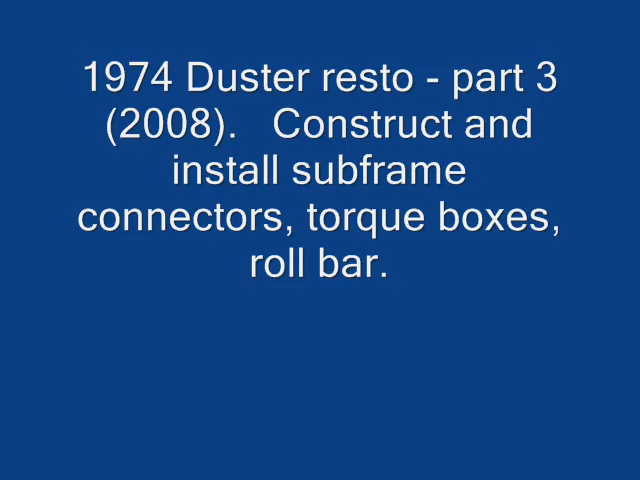 1974 Duster resto - part 3
(2008).   Construct and
install subframe
connectors, torque boxes,
roll bar.